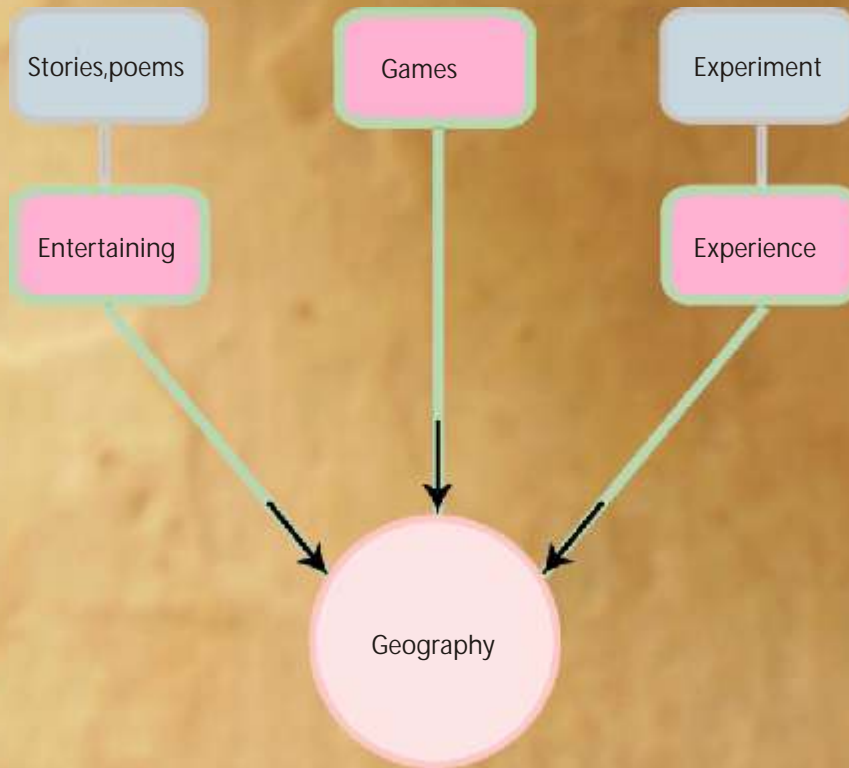 Stories,poems
Games
Experiment
Entertaining
Experience
Geography